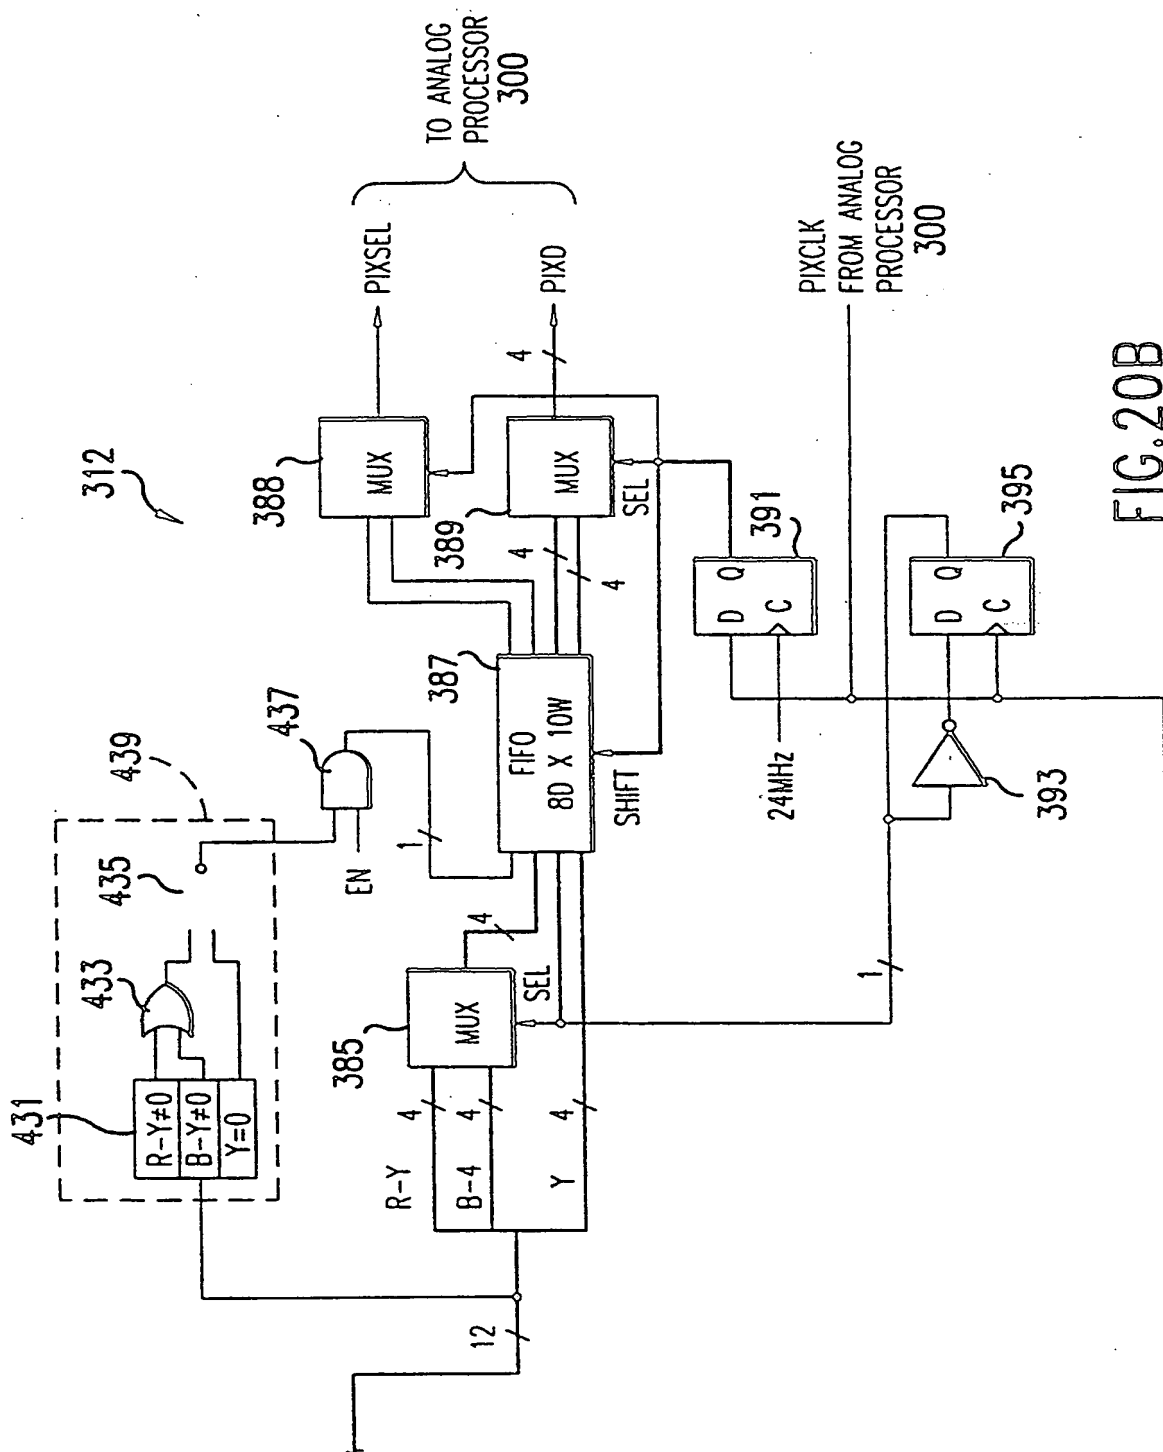 312
439
431
433
435
437
R-Y≠0
B-Y≠0
Y=0
EN
1
388
MUX
PIXSEL
TO ANALOG
PROCESSOR
300
387
FIFO
8D X 10W
SHIFT
389
MUX
SEL
4
4
4
PIXD
385
MUX
SEL
4
R-Y
4
B-4
4
Y
4
12
1
391
D
Q
C
24MHz
PIXCLK
FROM ANALOG
PROCESSOR
300
393
395
D
Q
C
FIG.20B